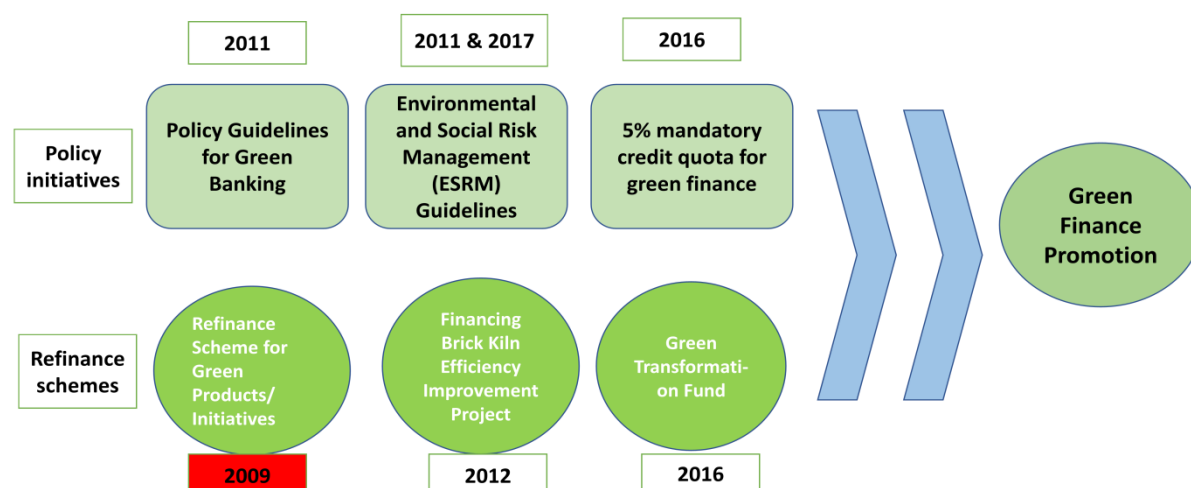 2011
2011 & 2017
2016
Policy
initiatives
Policy Guidelines
for Green
Banking
Environmental
and Social Risk
Management
(ESRM)
Guidelines
5% mandatory
credit quota for
green finance
Green
Finance
Promotion
Refinance
schemes
Refinance
Scheme for
Green
Products/
Initiatives
Financing
Brick Kiln
Efficiency
Improvement
Project
Green
Transformati-
on Fund
2009
2012
2016